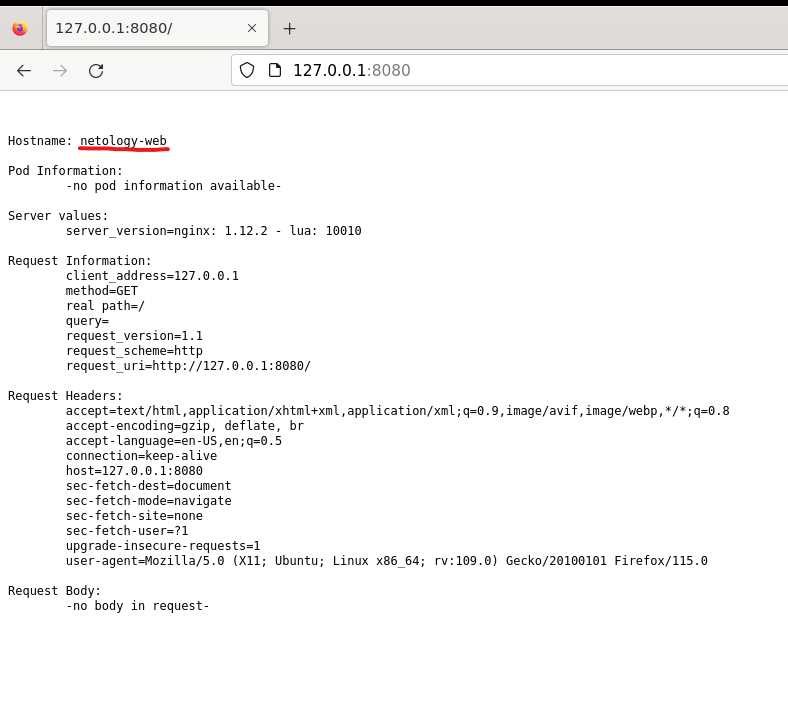 127.0.0.1:8080/
127.0.0.1:8080
Hostname: netology-web
Pod Information:
-no pod information available-
Server values:
server_version=nginx: 1.12.2 - lua: 10010
Request Information:
client_address=127.0.0.1
method=GET
real path=/
query=
request_version=1.1
request_scheme=http
request_uri=http://127.0.0.1:8080/
Request Headers:
accept=text/html,application/xhtml+xml,application/xml;q=0.9,image/avif,image/webp,*/*;q=0.8
accept-encoding=gzip, deflate, br
accept-language=en-US,en;q=0.5
connection=keep-alive
host=127.0.0.1:8080
sec-fetch-dest=document
sec-fetch-mode=navigate
sec-fetch-site=none
sec-fetch-user=?1
upgrade-insecure-requests=1
user-agent=Mozilla/5.0 (X11; Ubuntu; Linux x86_64; rv:109.0) Gecko/20100101 Firefox/115.0
Request Body:
-no body in request-